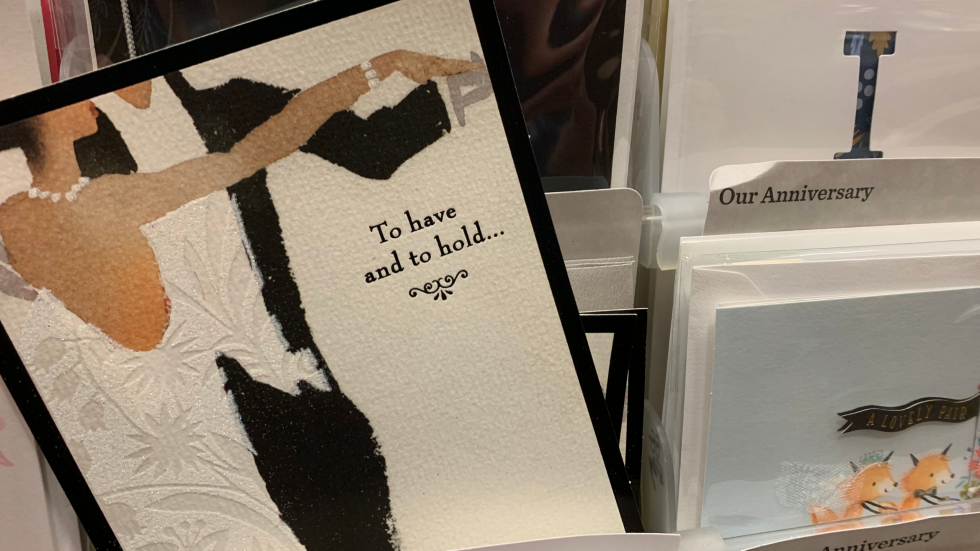 To have
and to hold...
I
Our Anniversary
A LOVELY PAIR
Anniversary